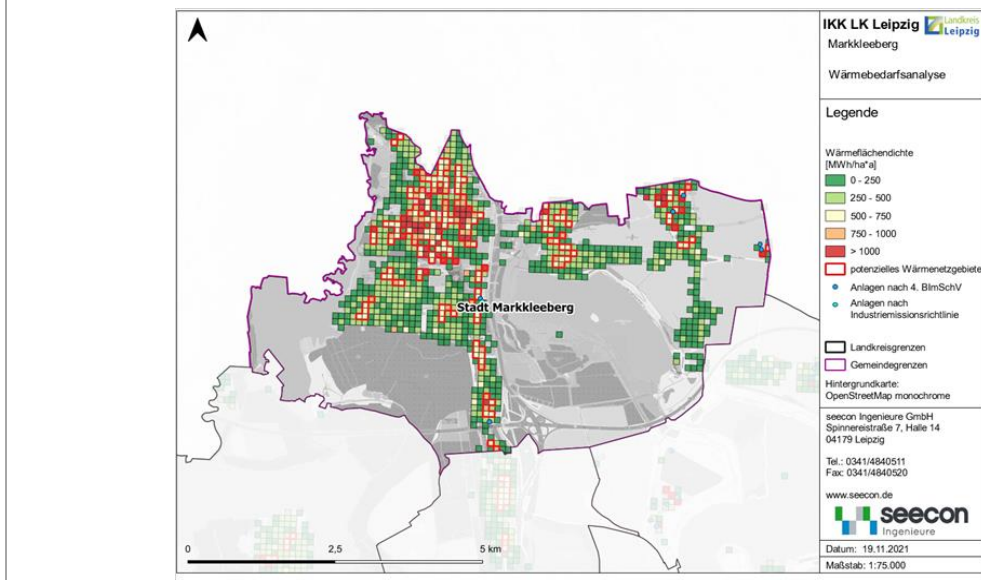 IKK LK Leipzig
Landkreis
Leipzig
Markkleeberg
Wärmebedarfsanalyse
Legende
Wärmeflächendichte
[MWh/ha*a]
0 - 250
250 - 500
500 - 750
750 - 1000
> 1000
potenzielles Wärmenetzgebiete
Anlagen nach 4. BImSchV
Anlagen nach
Industriemissionsrichtlinie
Landkreisgrenzen
Gemeindegrenzen
Hintergrundkarte:
OpenStreetMap monochrome
seecon Ingenieure GmbH
Spinnereistraße 7, Halle 14
04179 Leipzig
Tel.: 0341/4840511
Fax: 0341/4840520
www.seecon.de
seecon
Ingenieure
Datum: 19.11.2021
Maßstab: 1:75.000
Stadt Markkleeberg
0
2,5
5 km